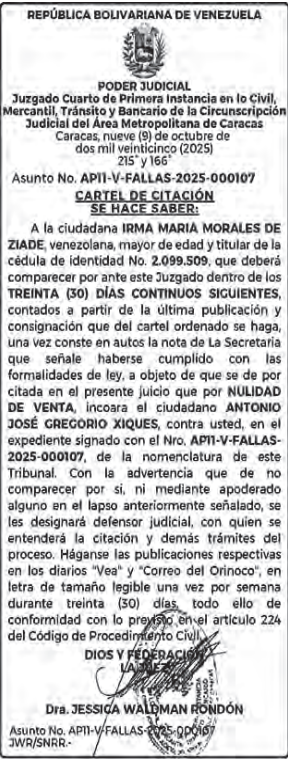 REPÚBLICA BOLIVARIANA DE VENEZUELA
PODER JUDICIAL
Juzgado Cuarto de Primera Instancia en lo Civil,
Mercantil, Tránsito y Bancario de la Circunscripción
Judicial del Área Metropolitana de Caracas
Caracas, nueve (9) de octubre de
dos mil veinticinco (2025)
215° y 166°
Asunto No. AP11-V-FALLAS-2025-000107
CARTEL DE CITACIÓN
SE HACE SABER:
A la ciudadana IRMA MARIA MORALES DE
ZIADE, venezolana, mayor de edad y titular de la
cédula de identidad No. 2.099.509, que deberá
comparecer por ante este Juzgado dentro de los
TREINTA (30) DÍAS CONTINUOS SIGUIENTES,
contados a partir de la última publicación y
consignación que del cartel ordenado se haga,
una vez conste en autos la nota de La Secretaria
que señale haberse cumplido con las
formalidades de ley, a objeto de que se de por
citada en el presente juicio que por NULIDAD
DE VENTA, incoara el ciudadano ANTONIO
JOSÉ GREGORIO XIQUES, contra usted, en el
expediente signado con el Nro. AP11-V-FALLAS-
2025-000107, de la nomenclatura de este
Tribunal. Con la advertencia que de no
comparecer por si, ni mediante apoderado
alguno en el lapso anteriormente señalado, se
les designará defensor judicial, con quien se
entenderá la citación y demás trámites del
proceso. Háganse las publicaciones respectivas
en los diarios "Vea" y "Correo del Orinoco", en
letra de tamaño legible una vez por semana
durante treinta (30) días, todo ello de
conformidad con lo previsto en el artículo 224
del Código de Procedimiento Civil.
DIOS Y FEDERACIÓN
LA JUEZ
Dra. JESSICA WALDMAN RONDÓN
Asunto No. AP11-V-FALLAS-2025-000107
JWR/SNRR.-